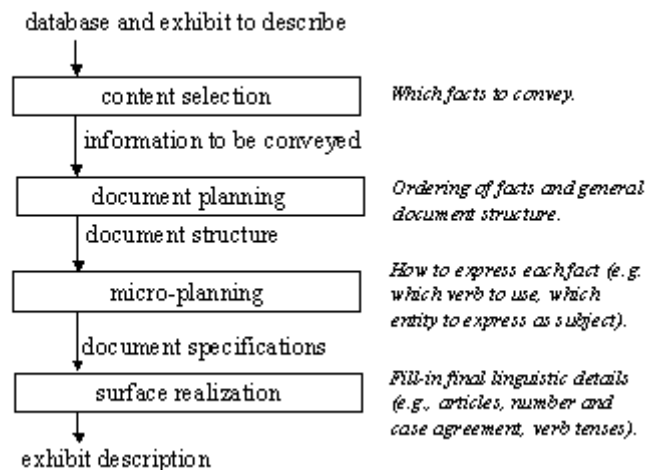 database and exhibit to describe
content selection
Which facts to convey.
information to be conveyed
document planning
Ordering of facts and general
document structure.
document structure
micro-planning
How to express each fact (e.g.
which verb to use, which
entity to express as subject).
document specifications
surface realization
Fill-in final linguistic details
(e.g., articles, number and
case agreement, verb tenses).
exhibit description